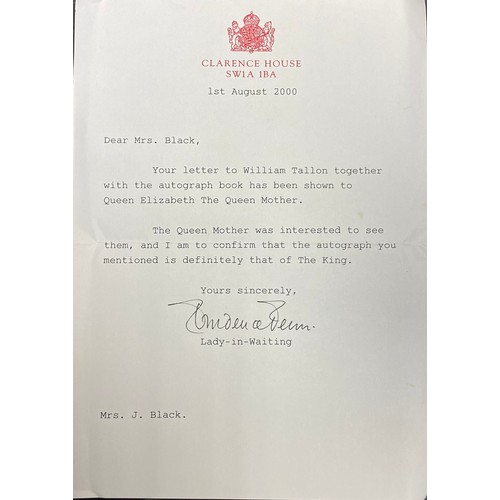 CLARENCE HOUSE
SW1A 1BA
1st August 2000
Dear Mrs. Black,
Your letter to William Tallon together
with the autograph book has been shown to
Queen Elizabeth The Queen Mother.
The Queen Mother was interested to see
them, and I am to confirm that the autograph you
mentioned is definitely that of The King.
Yours sincerely,
Prudence Penn.
Lady-in-Waiting
Mrs. J. Black.